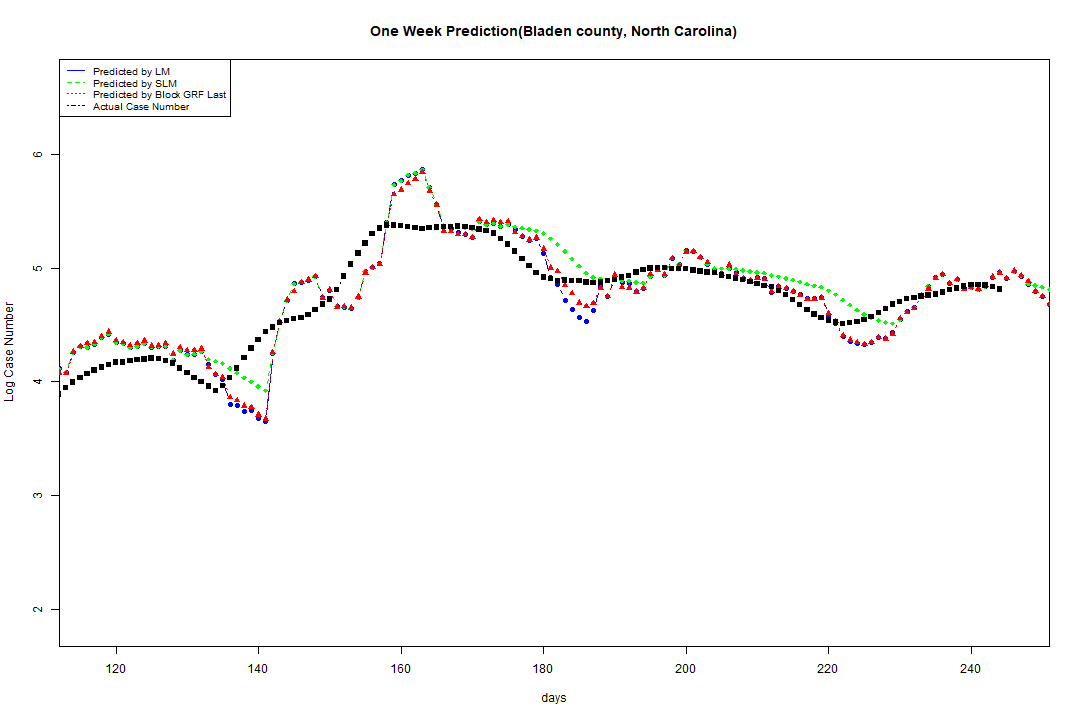 One Week Prediction(Bladen county, North Carolina)
Predicted by LM
Predicted by SLM
Predicted by Block GRF Last
Actual Case Number
6
5
4
3
2
Log Case Number
120 140 160 180 200 220 240
days